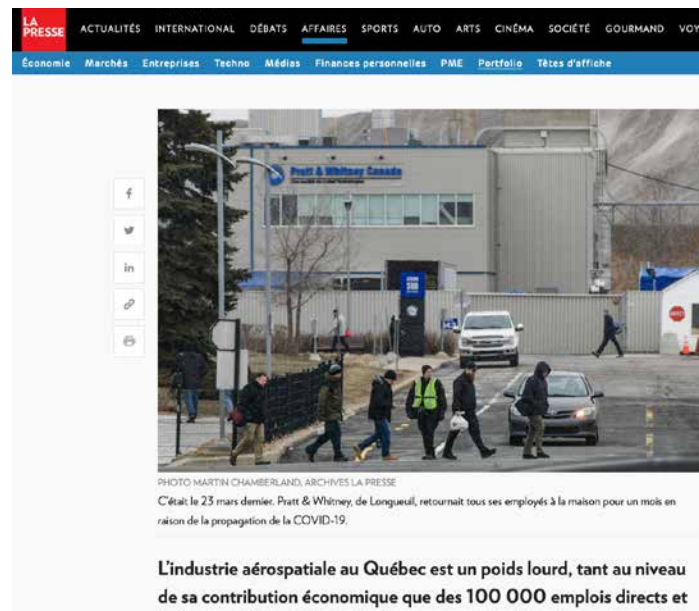 LA
PRESSE
ACTUALITÉS INTERNATIONAL DÉBATS AFFAIRES SPORTS AUTO ARTS CINÉMA SOCIÉTÉ GOURMAND VOY
Économie Marchés Entreprises Techno Médias Finances personnelles PME Portfolio Têtes d'affiche
Pratt & Whitney Canada
PHOTO MARTIN CHAMBERLAND, ARCHIVES LA PRESSE
C'était le 23 mars dernier. Pratt & Whitney, de Longueuil, retournait tous ses employés à la maison pour un mois en
raison de la propagation de la COVID-19.
L'industrie aérospatiale au Québec est un poids lourd, tant au niveau
de sa contribution économique que des 100 000 emplois directs et